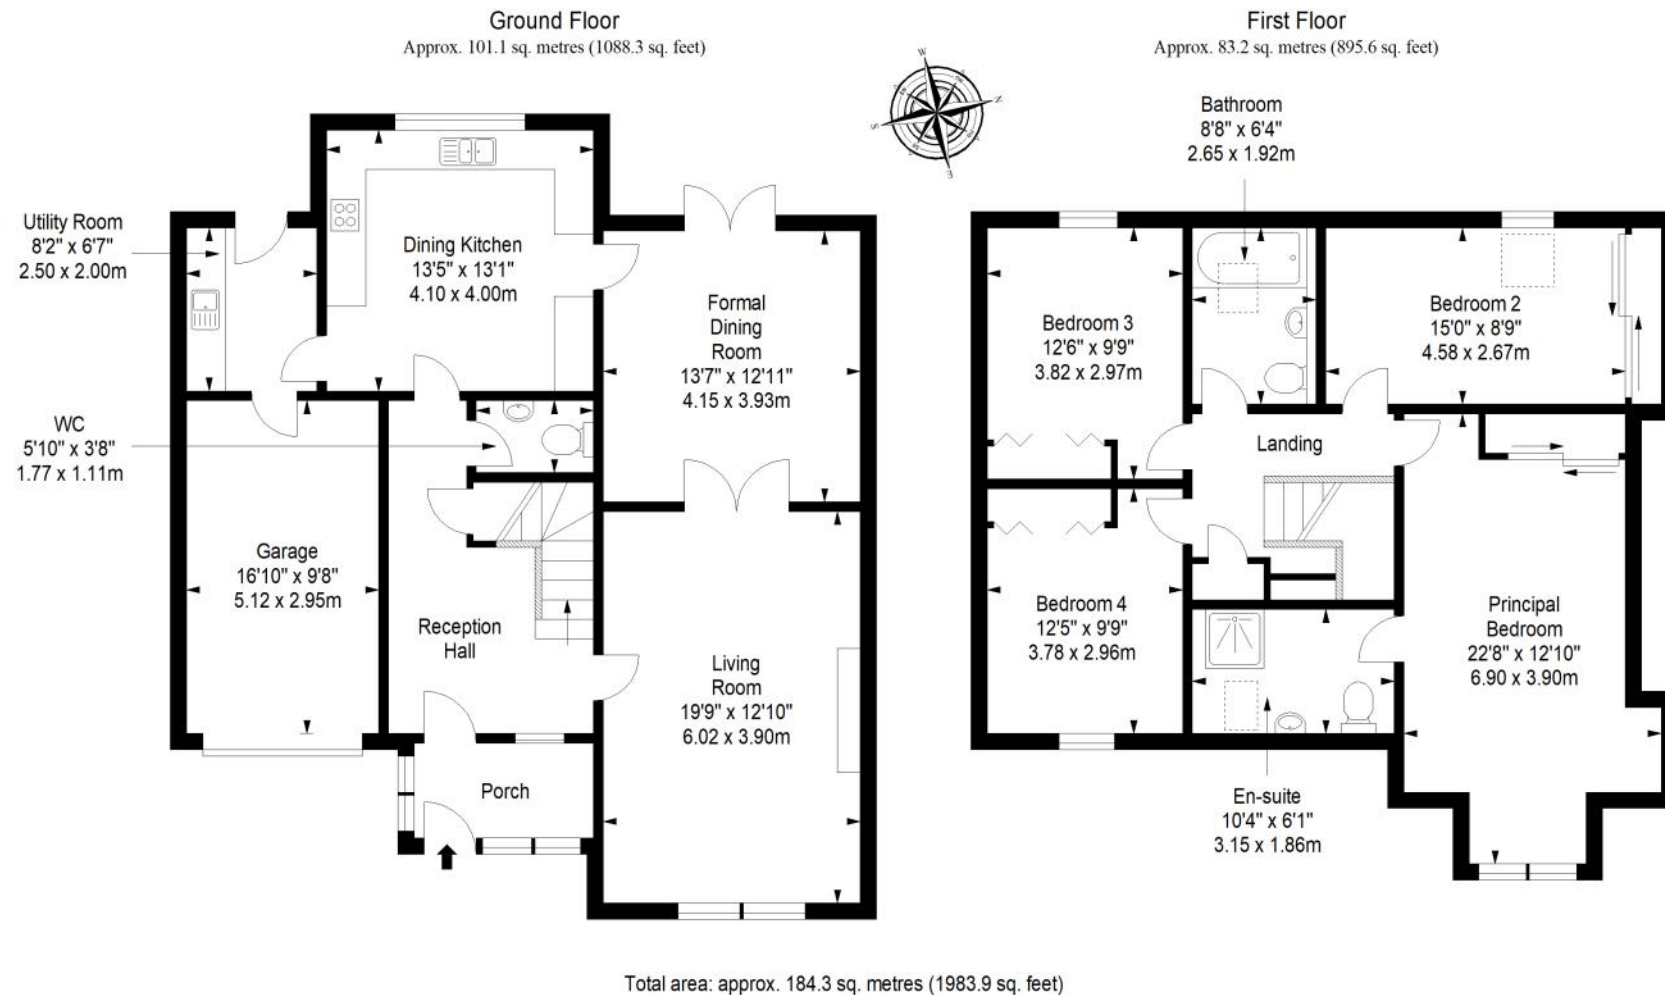 Ground Floor
Approx. 101.1 sq. metres (1088.3 sq. feet)
First Floor
Approx. 83.2 sq. metres (895.6 sq. feet)
W
N
S
E
Utility Room
8'2" x 6'7"
2.50 x 2.00m
Dining Kitchen
13'5" x 13'1"
4.10 x 4.00m
Formal
Dining
Room
13'7" x 12'11"
4.15 x 3.93m
WC
5'10" x 3'8"
1.77 x 1.11m
Garage
16'10" x 9'8"
5.12 x 2.95m
Reception
Hall
Living
Room
19'9" x 12'10"
6.02 x 3.90m
Porch
Bathroom
8'8" x 6'4"
2.65 x 1.92m
Bedroom 3
12'6" x 9'9"
3.82 x 2.97m
Bedroom 2
15'0" x 8'9"
4.58 x 2.67m
Landing
Bedroom 4
12'5" x 9'9"
3.78 x 2.96m
Principal
Bedroom
22'8" x 12'10"
6.90 x 3.90m
En-suite
10'4" x 6'1"
3.15 x 1.86m
Total area: approx. 184.3 sq. metres (1983.9 sq. feet)